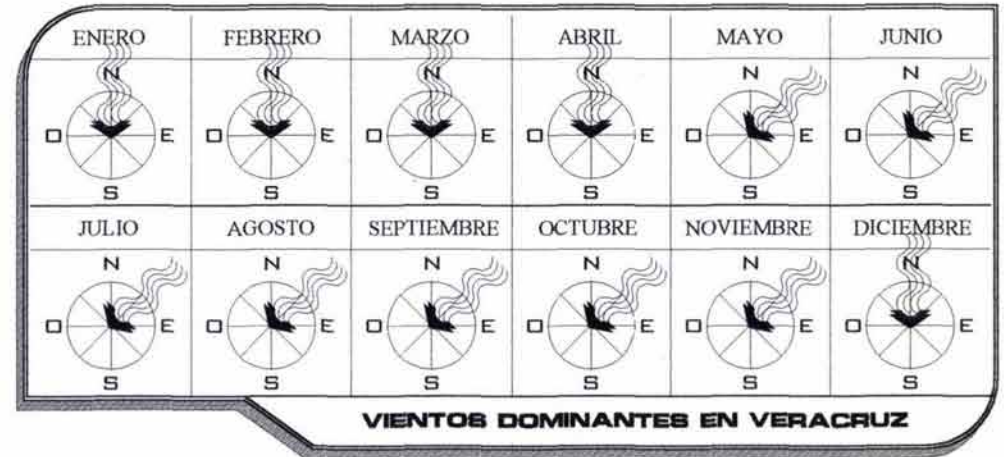 ENERO FEBRERO MARZO ABRIL MAYO JUNIO
N N N N N N
O E O E O E O E O E O E
S S S S S S
JULIO AGOSTO SEPTIEMBRE OCTUBRE NOVIEMBRE DICIEMBRE
N N N N N N
O E O E O E O E O E O E
S S S S S S
VIENTOS DOMINANTES EN VERACRUZ